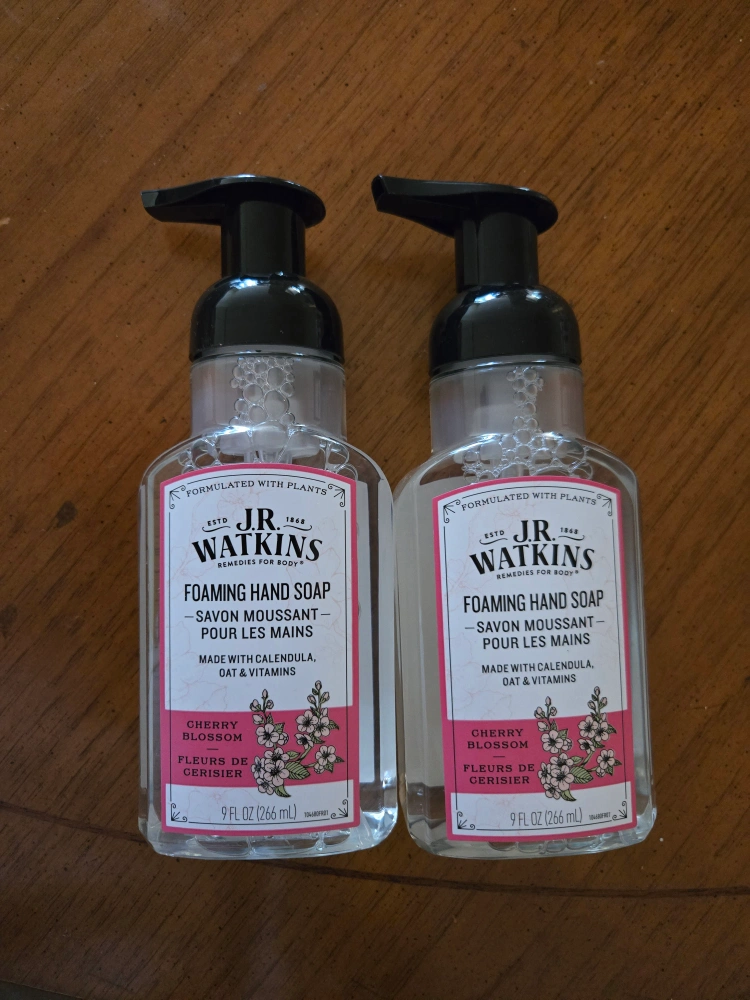 FORMULATED WITH PLANTS
ESTD 1868
J.R.
WATKINS
REMEDIES FOR BODY®
FOAMING HAND SOAP
SAVON MOUSSANT
POUR LES MAINS
MADE WITH CALENDULA,
OAT & VITAMINS
CHERRY
BLOSSOM
FLEURS DE
CERISIER
9 FL OZ (266 mL)
FORMULATED WITH PLANTS
ESTD 1868
J.R.
WATKINS
REMEDIES FOR BODY®
FOAMING HAND SOAP
SAVON MOUSSANT
POUR LES MAINS
MADE WITH CALENDULA,
OAT & VITAMINS
CHERRY
BLOSSOM
FLEURS DE
CERISIER
9 FL OZ (266 mL)